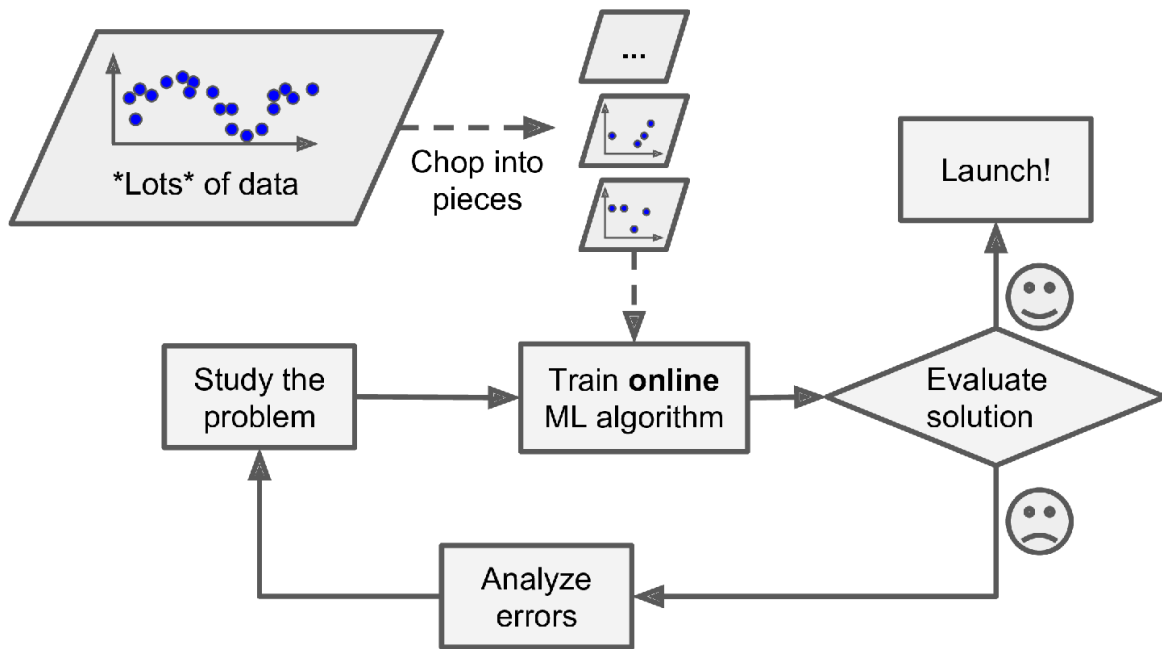 *Lots* of data
Chop into
pieces
...
Launch!
Study the
problem
Train online
ML algorithm
Evaluate
solution
Analyze
errors